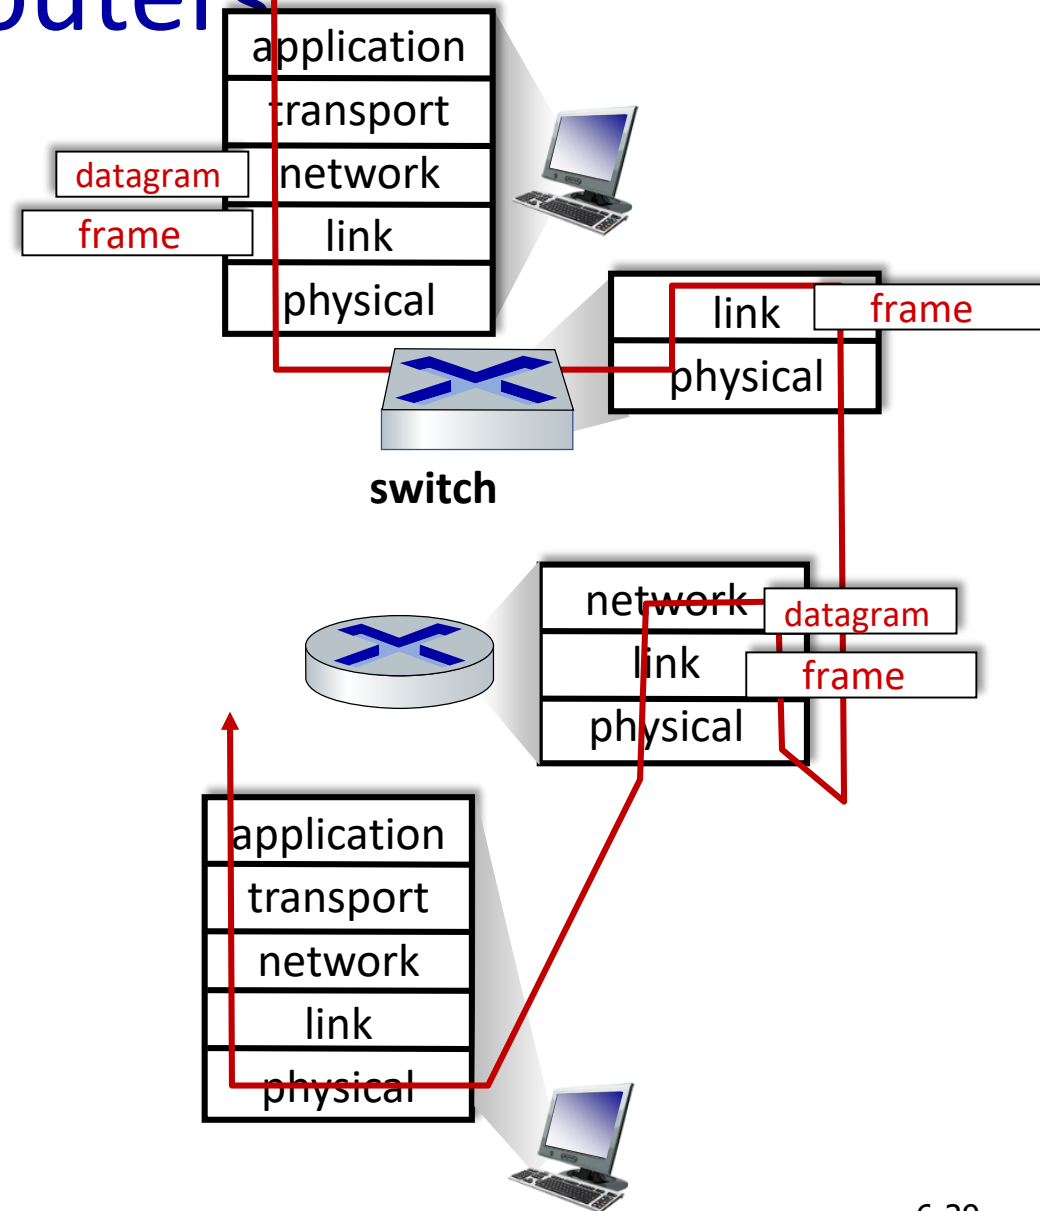 application
transport
datagram
network
frame
link
physical
link
frame
physical
switch
network
datagram
link
frame
physical
application
transport
network
link
physical